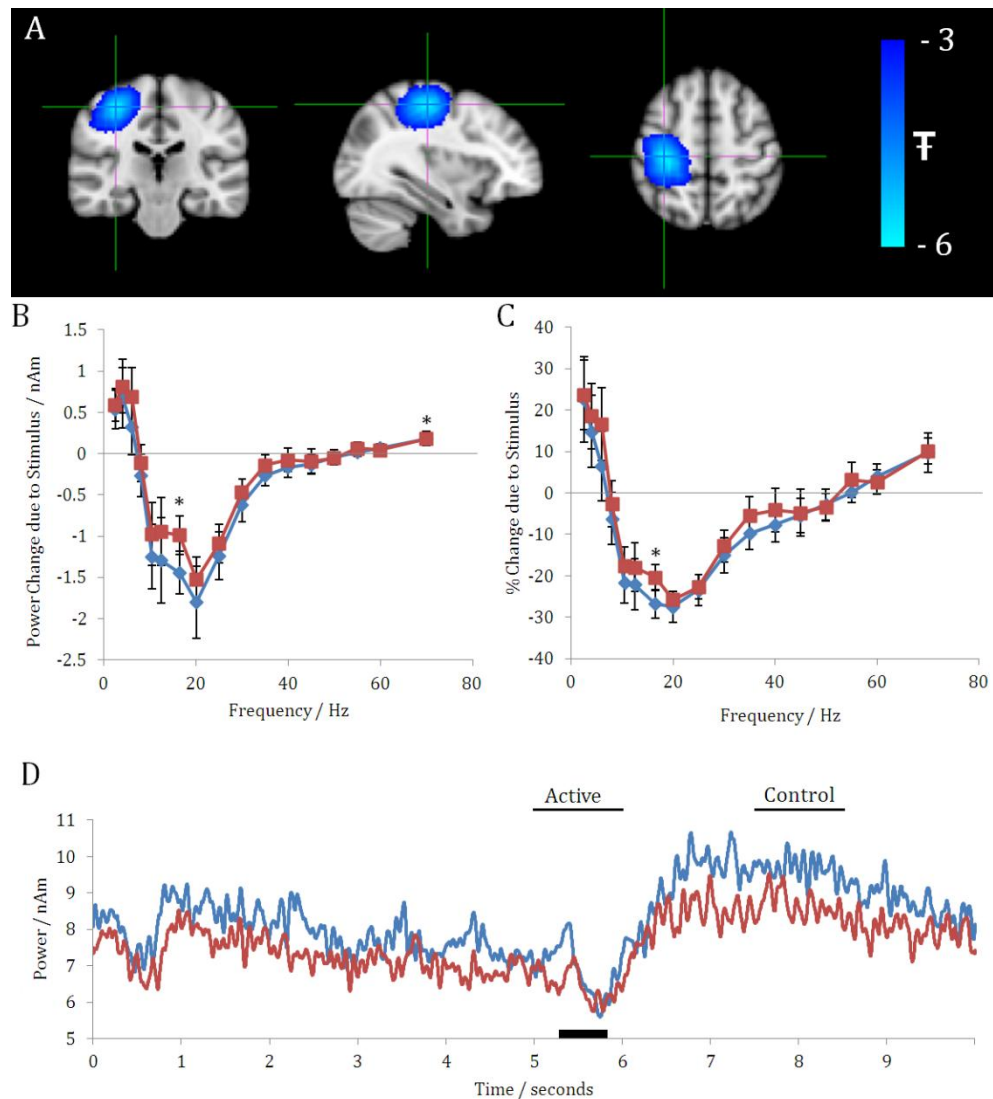 A
- 3
Ŧ
- 6
B
C
Power Change due to Stimulus / nAm
1.5
1
0.5
0
-0.5
-1
-1.5
-2
-2.5
*
*
0 20 40 60 80
Frequency / Hz
% Change due to Stimulus
40
30
20
10
0
-10
-20
-30
-40
*
0 20 40 60 80
Frequency / Hz
D
Active Control
Power / nAm
11
10
9
8
7
6
5
0 1 2 3 4 5 6 7 8 9
Time / seconds